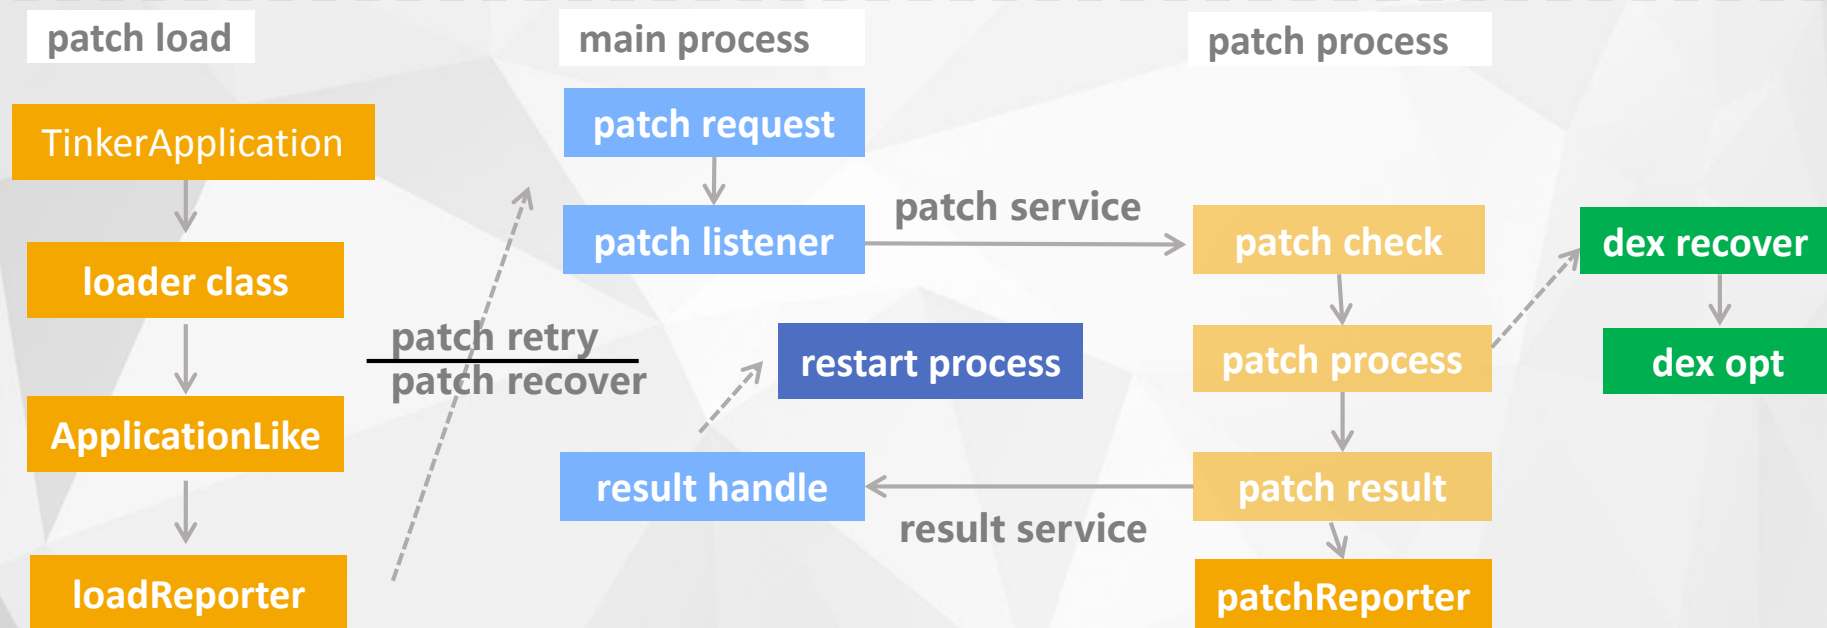 patch load
TinkerApplication
loader class
ApplicationLike
loadReporter
patch retry
patch recover
main process
patch request
patch listener
restart process
result handle
patch service
result service
patch process
patch check
patch process
patch result
patchReporter
dex recover
dex opt